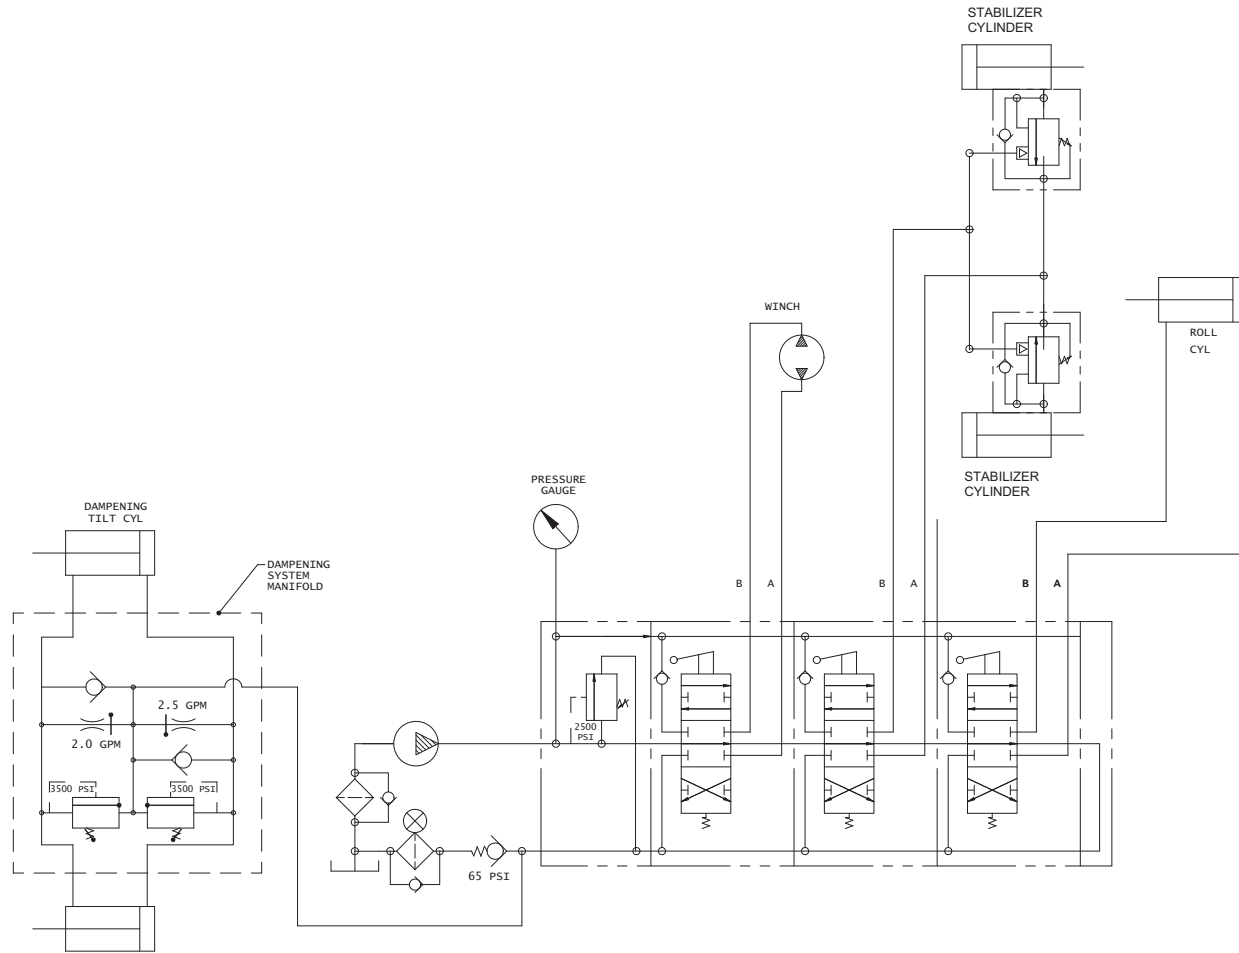 STABILIZER
CYLINDER
WINCH
ROLL
CYL
STABILIZER
CYLINDER
PRESSURE
GAUGE
DAMPENING
TILT CYL
DAMPENING
SYSTEM
MANIFOLD
B A B A B A
2.5 GPM
2.0 GPM
2500
PSI
3500 PSI 3500 PSI
65 PSI